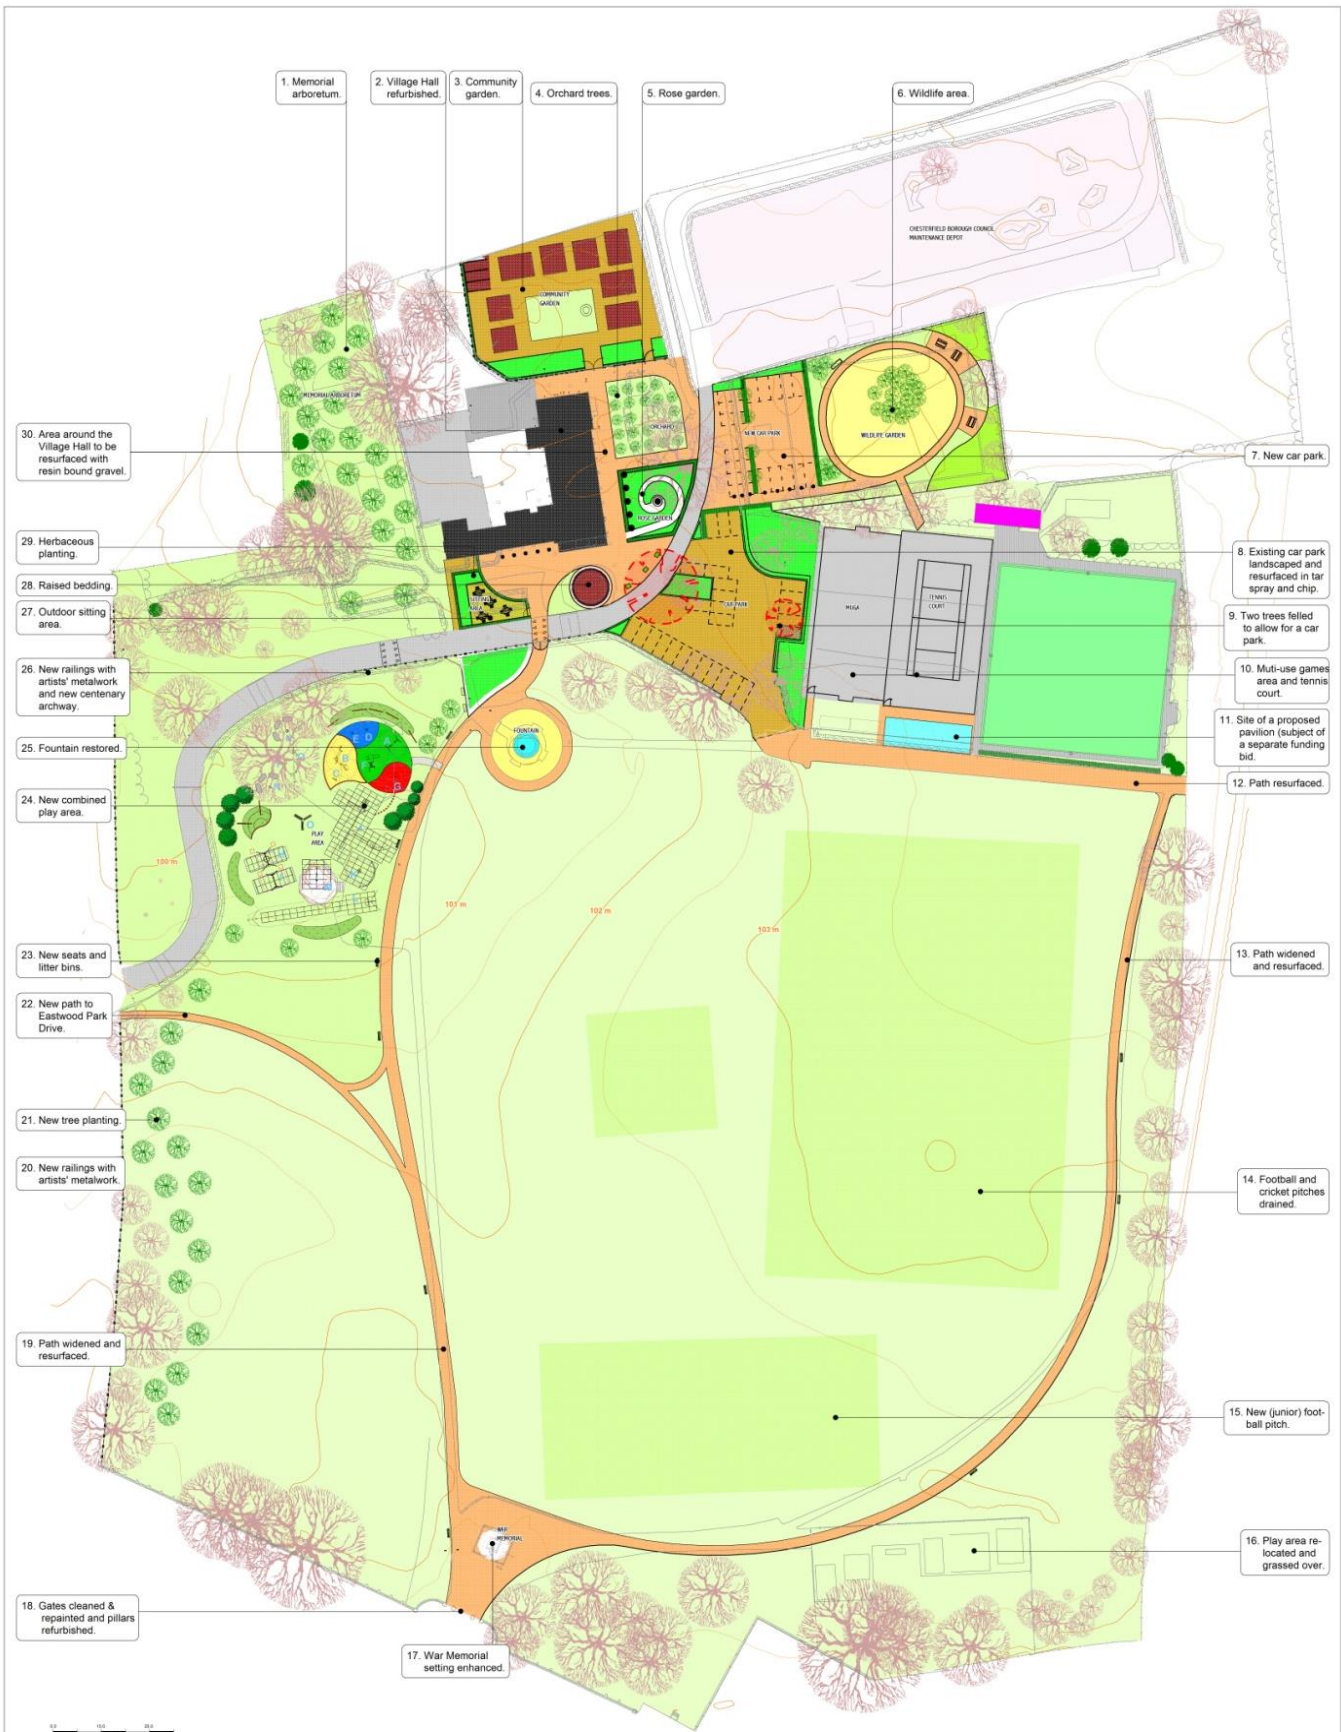 1. Memorial
arboretum.
2. Village Hall
refurbished.
3. Community
garden.
4. Orchard trees.
5. Rose garden.
6. Wildlife area.
CHESTERFIELD BOROUGH COUNCIL
MAINTENANCE DEPOT
COMMUNITY
GARDEN
MEMORIAL ARBORETUM
ORCHARD
NEW CAR PARK
WILDLIFE GARDEN
30. Area around the
Village Hall to be
resurfaced with
resin bound gravel.
7. New car park.
ROSE GARDEN
29. Herbaceous
planting.
8. Existing car park
landscaped and
resurfaced in tar
spray and chip.
28. Raised bedding.
SITTING
AREA
CAR PARK
MUGA
TENNIS
COURT
27. Outdoor sitting
area.
9. Two trees felled
to allow for a car
park.
26. New railings with
artists' metalwork
and new centenary
archway.
10. Muti-use games
area and tennis
court.
25. Fountain restored.
FOUNTAIN
11. Site of a proposed
pavilion (subject of
a separate funding
bid.
E D A
B
C
G
24. New combined
play area.
12. Path resurfaced.
PLAY
AREA
100 m
101 m
102 m
103 m
23. New seats and
litter bins.
13. Path widened
and resurfaced.
22. New path to
Eastwood Park
Drive.
21. New tree planting.
20. New railings with
artists' metalwork.
14. Football and
cricket pitches
drained.
19. Path widened and
resurfaced.
15. New (junior) foot-
ball pitch.
WAR
MEMORIAL
16. Play area re-
located and
grassed over.
18. Gates cleaned &
repainted and pillars
refurbished.
17. War Memorial
setting enhanced.